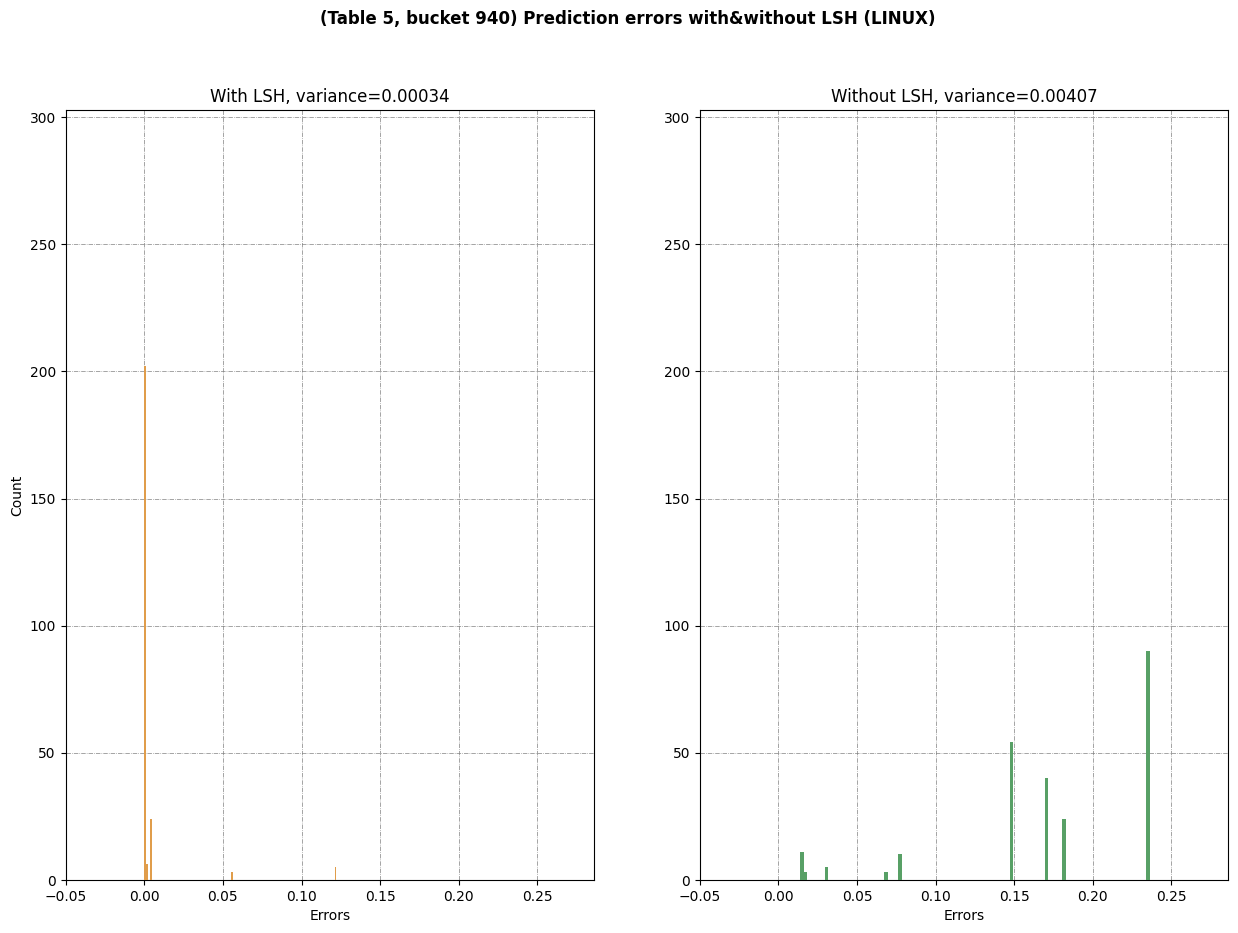 (Table 5, bucket 940) Prediction errors with&without LSH (LINUX)
With LSH, variance=0.00034
300
250
200
150
100
50
0
Count
−0.05 0.00 0.05 0.10 0.15 0.20 0.25
Errors
Without LSH, variance=0.00407
300
250
200
150
100
50
0
−0.05 0.00 0.05 0.10 0.15 0.20 0.25
Errors